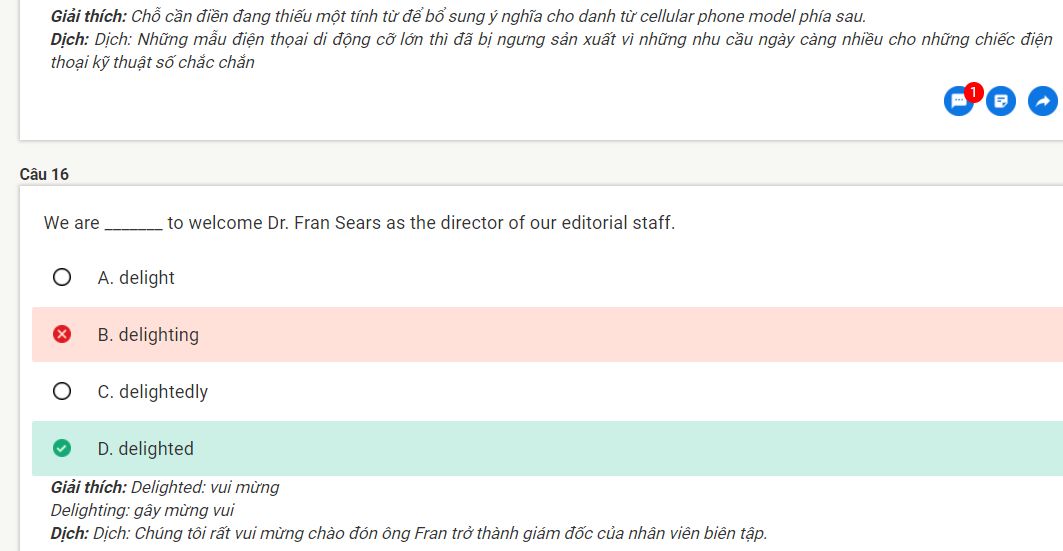 Giải thích: Chỗ cần điền đang thiếu một tính từ để bổ sung ý nghĩa cho danh từ cellular phone model phía sau.
Dịch: Dịch: Những mẫu điện thoại di động cỡ lớn thì đã bị ngưng sản xuất vì những nhu cầu ngày càng nhiều cho những chiếc điện
thoại kỹ thuật số chắc chắn
1
Câu 16
We are _______ to welcome Dr. Fran Sears as the director of our editorial staff.
A. delight
B. delighting
C. delightedly
D. delighted
Giải thích: Delighted: vui mừng
Delighting: gây mừng vui
Dịch: Dịch: Chúng tôi rất vui mừng chào đón ông Fran trở thành giám đốc của nhân viên biên tập.